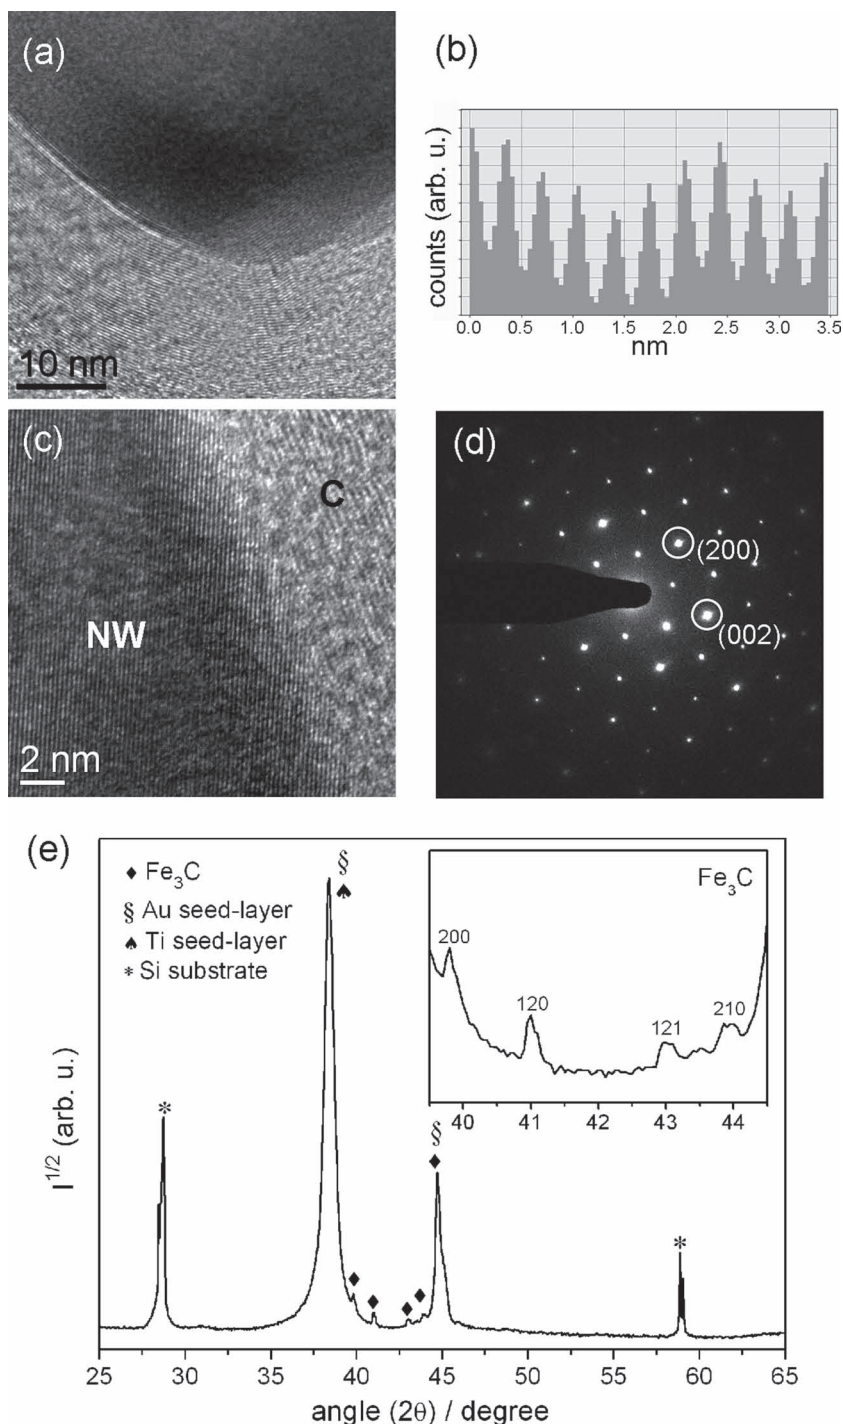 (a)
10 nm
(b)
counts (arb. u.)
0.0 0.5 1.0 1.5 2.0 2.5 3.0 3.5
nm
(c)
C
NW
2 nm
(d)
(200)
(002)
(e)
♦ Fe₃C
§ Au seed-layer
♠ Ti seed-layer
* Si substrate
§
♠
*
♦
♦
♦
♦
§
♦
*
Fe₃C
200
120
121
210
40 41 42 43 44
I^1/2 (arb. u.)
25 30 35 40 45 50 55 60 65
angle (2θ) / degree